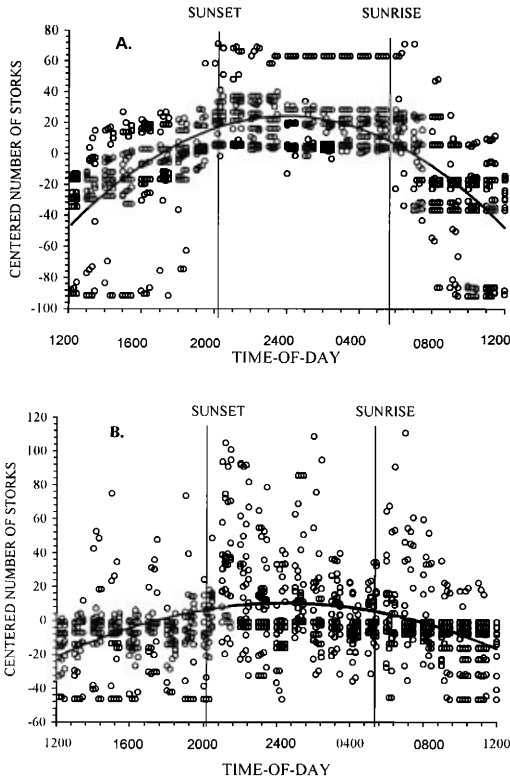 SUNSET SUNRISE
A.
80
60
40
20
0
-20
-40
-60
-80
-100
CENTERED NUMBER OF STORKS
1200 1600 2000 2400 0400 0800 1200
TIME-OF-DAY
SUNSET SUNRISE
B.
120
100
80
60
40
20
0
-20
-40
-60
CENTERED NUMBER OF STORKS
1200 1600 2000 2400 0400 0800 1200
TIME-OF-DAY